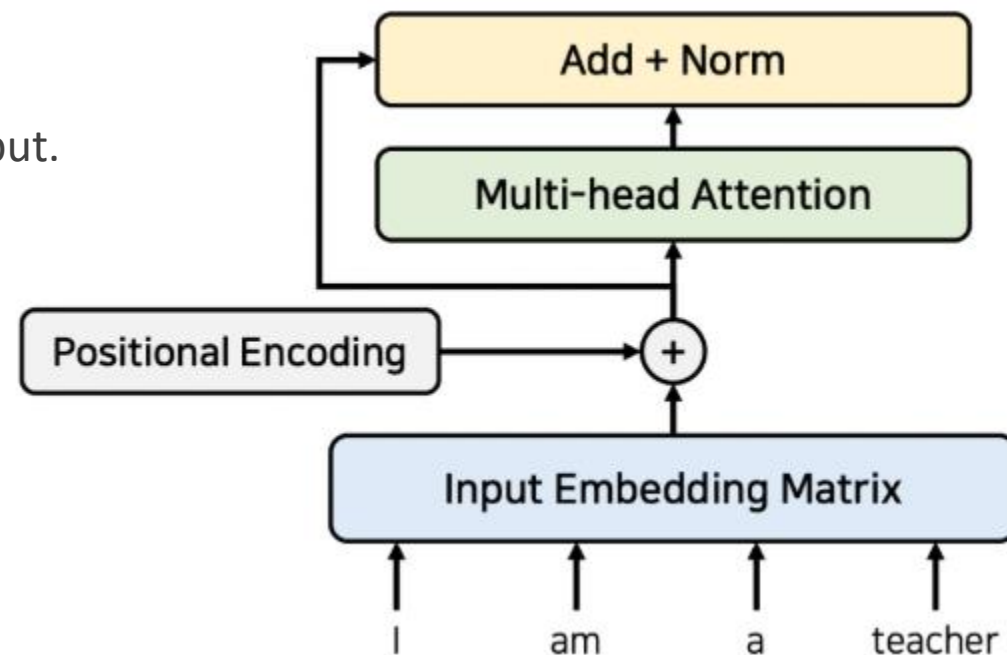 Add + Norm
Multi-head Attention
Positional Encoding
+
Input Embedding Matrix
I am a teacher